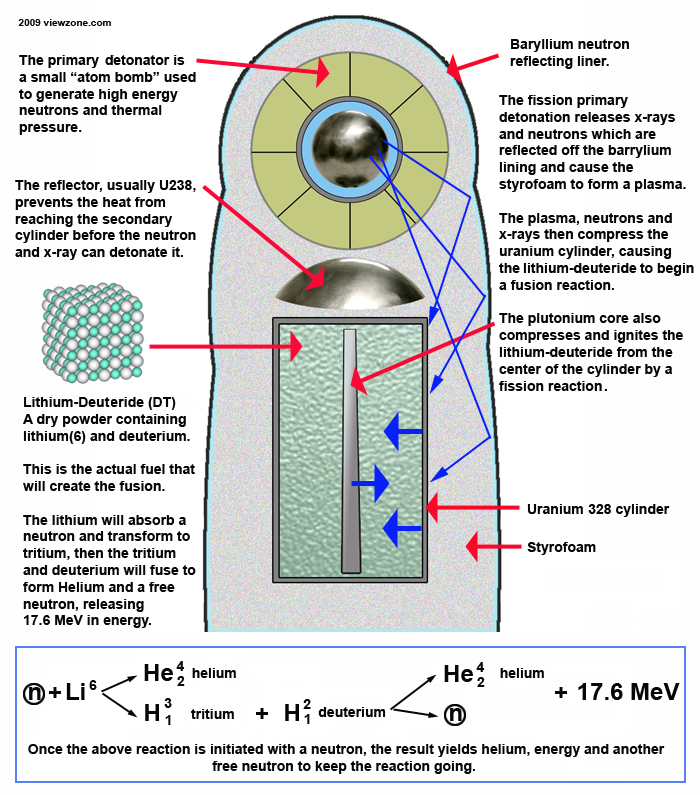 2009 viewzone.com
The primary detonator is
a small “atom bomb” used
to generate high energy
neutrons and thermal
pressure.
Baryllium neutron
reflecting liner.
The fission primary
detonation releases x-rays
and neutrons which are
reflected off the barrylium
lining and cause the
styrofoam to form a plasma.
The reflector, usually U238,
prevents the heat from
reaching the secondary
cylinder before the neutron
and x-ray can detonate it.
The plasma, neutrons and
x-rays then compress the
uranium cylinder, causing
the lithium-deuteride to begin
a fusion reaction.
The plutonium core also
compresses and ignites the
lithium-deuteride from the
center of the cylinder by a
fission reaction.
Lithium-Deuteride (DT)
A dry powder containing
lithium(6) and deuterium.
This is the actual fuel that
will create the fusion.
The lithium will absorb a
neutron and transform to
tritium, then the tritium
and deuterium will fuse to
form Helium and a free
neutron, releasing
17.6 MeV in energy.
Uranium 328 cylinder
Styrofoam
n + Li 6
He 4 2 helium
H 3 1 tritium + H 2 1 deuterium
He 4 2 helium
n
+ 17.6 MeV
Once the above reaction is initiated with a neutron, the result yields helium, energy and another
free neutron to keep the reaction going.